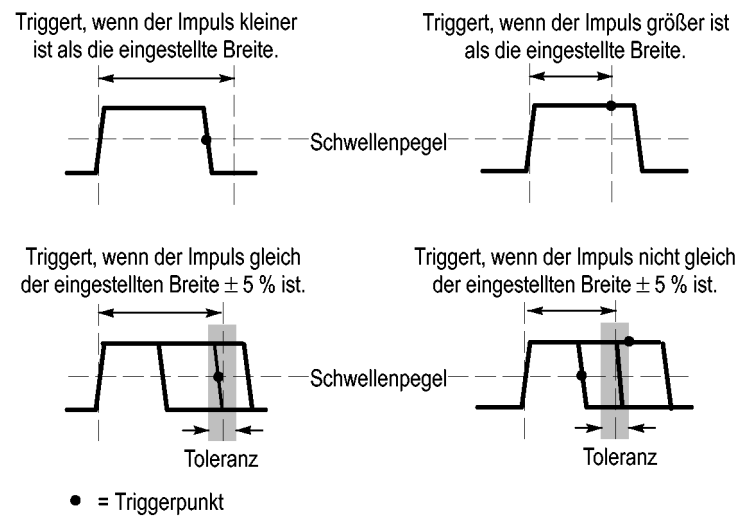 Triggert, wenn der Impuls kleiner
ist als die eingestellte Breite.
Triggert, wenn der Impuls größer ist
als die eingestellte Breite.
Schwellenpegel
Triggert, wenn der Impuls gleich
der eingestellten Breite ± 5 % ist.
Triggert, wenn der Impuls nicht gleich
der eingestellten Breite ± 5 % ist.
Schwellenpegel
Toleranz
Toleranz
= Triggerpunkt